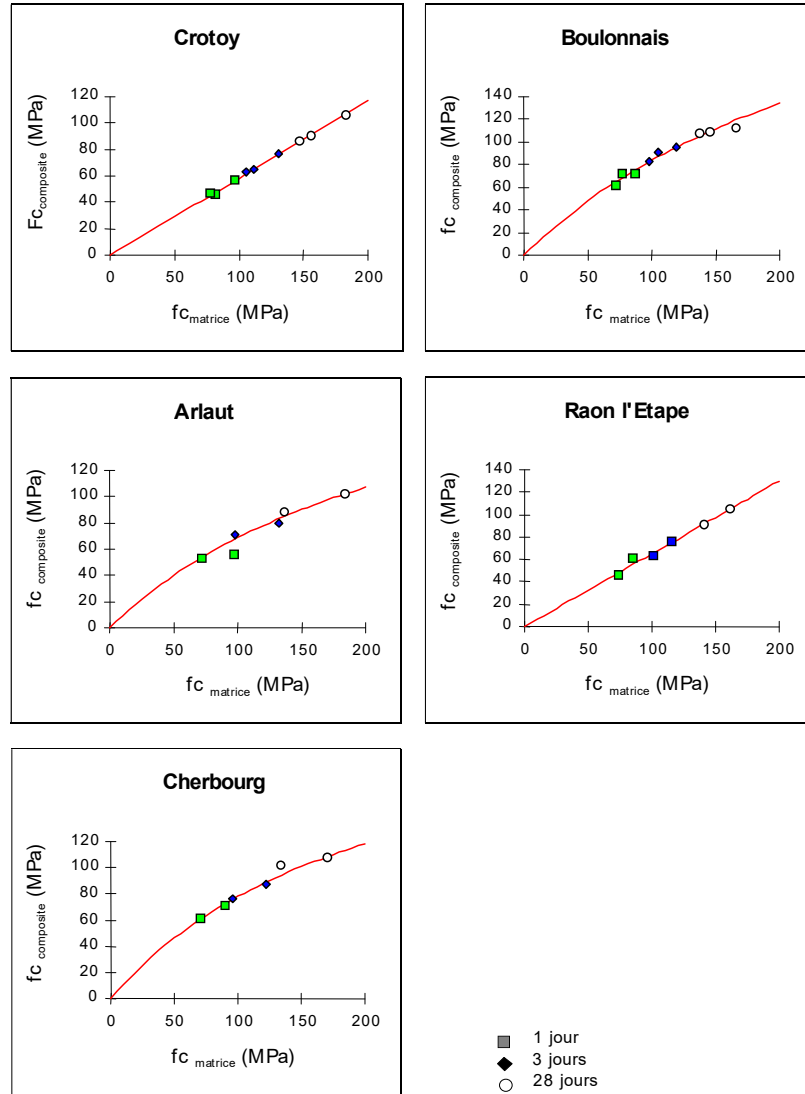 Crotoy
Fc composite (MPa)
120
100
80
60
40
20
0
0 50 100 150 200
fc matrice (MPa)
Boulonnais
fc composite (MPa)
140
120
100
80
60
40
20
0
0 50 100 150 200
fc matrice (MPa)
Arlaut
fc composite (MPa)
120
100
80
60
40
20
0
0 50 100 150 200
fc matrice (MPa)
Raon l'Etape
fc composite (MPa)
140
120
100
80
60
40
20
0
0 50 100 150 200
fc matrice (MPa)
Cherbourg
fc composite (MPa)
120
100
80
60
40
20
0
0 50 100 150 200
fc matrice (MPa)
1 jour
3 jours
28 jours